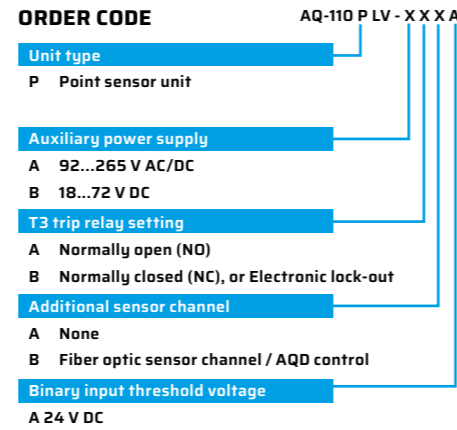 ORDER CODE
AQ-110 P LV - X X X A
Unit type
P Point sensor unit
Auxiliary power supply
A 92...265 V AC/DC
B 18...72 V DC
T3 trip relay setting
A Normally open (NO)
B Normally closed (NC), or Electronic lock-out
Additional sensor channel
A None
B Fiber optic sensor channel / AQD control
Binary input threshold voltage
A 24 V DC